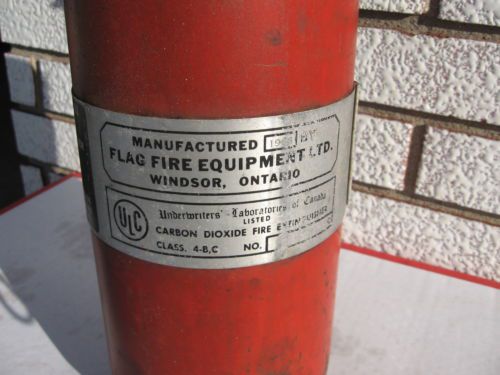 MANUFACTURED BY
FLAG FIRE EQUIPMENT LTD.
WINDSOR, ONTARIO
ULC
Underwriters' Laboratories of Canada
LISTED
CARBON DIOXIDE FIRE EXTINGUISHER
CLASS. 4-B,C NO.